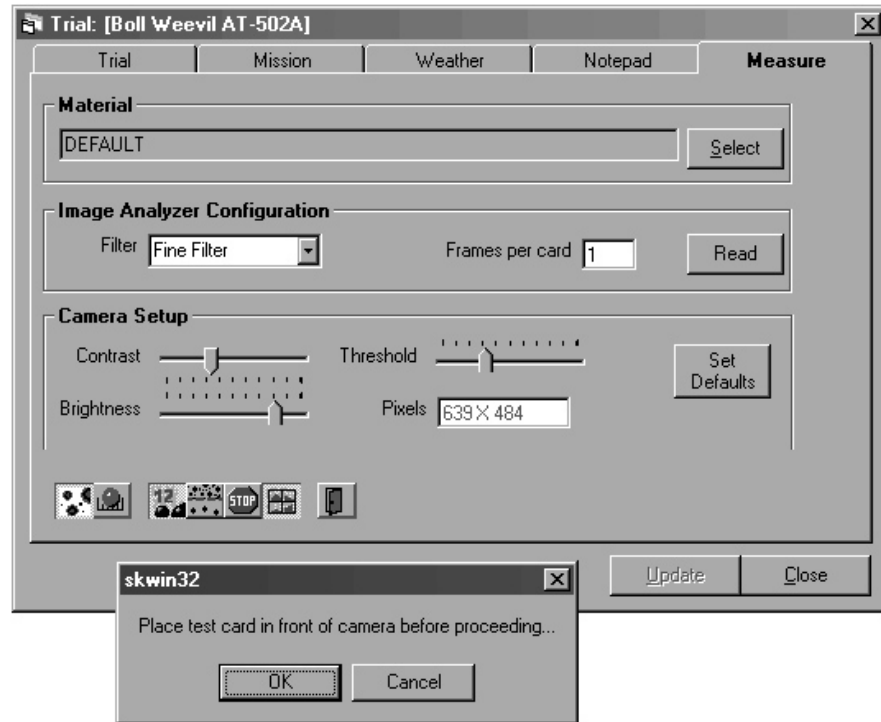 Trial: [Boll Weevil AT-502A]
Trial Mission Weather Notepad Measure
Material
DEFAULT Select
Image Analyzer Configuration
Filter Fine Filter Frames per card 1 Read
Camera Setup
Contrast Threshold Set
Defaults
Brightness Pixels 639 X 484
12 STOP
Update Close
skwin32
Place test card in front of camera before proceeding...
OK Cancel